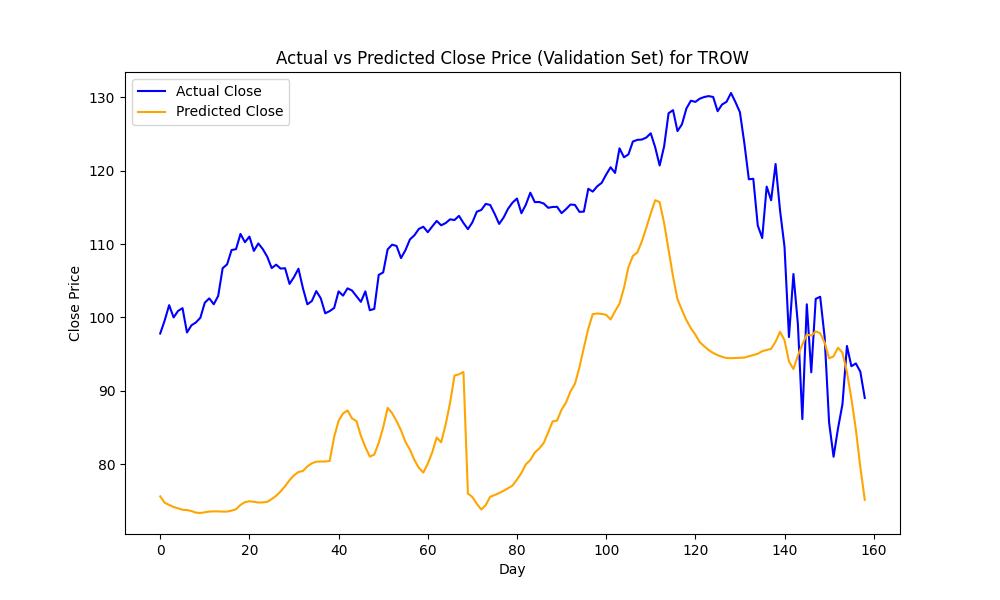 Actual vs Predicted Close Price (Validation Set) for TROW
Actual Close
Predicted Close
Close Price
130
120
110
100
90
80
0 20 40 60 80 100 120 140 160
Day